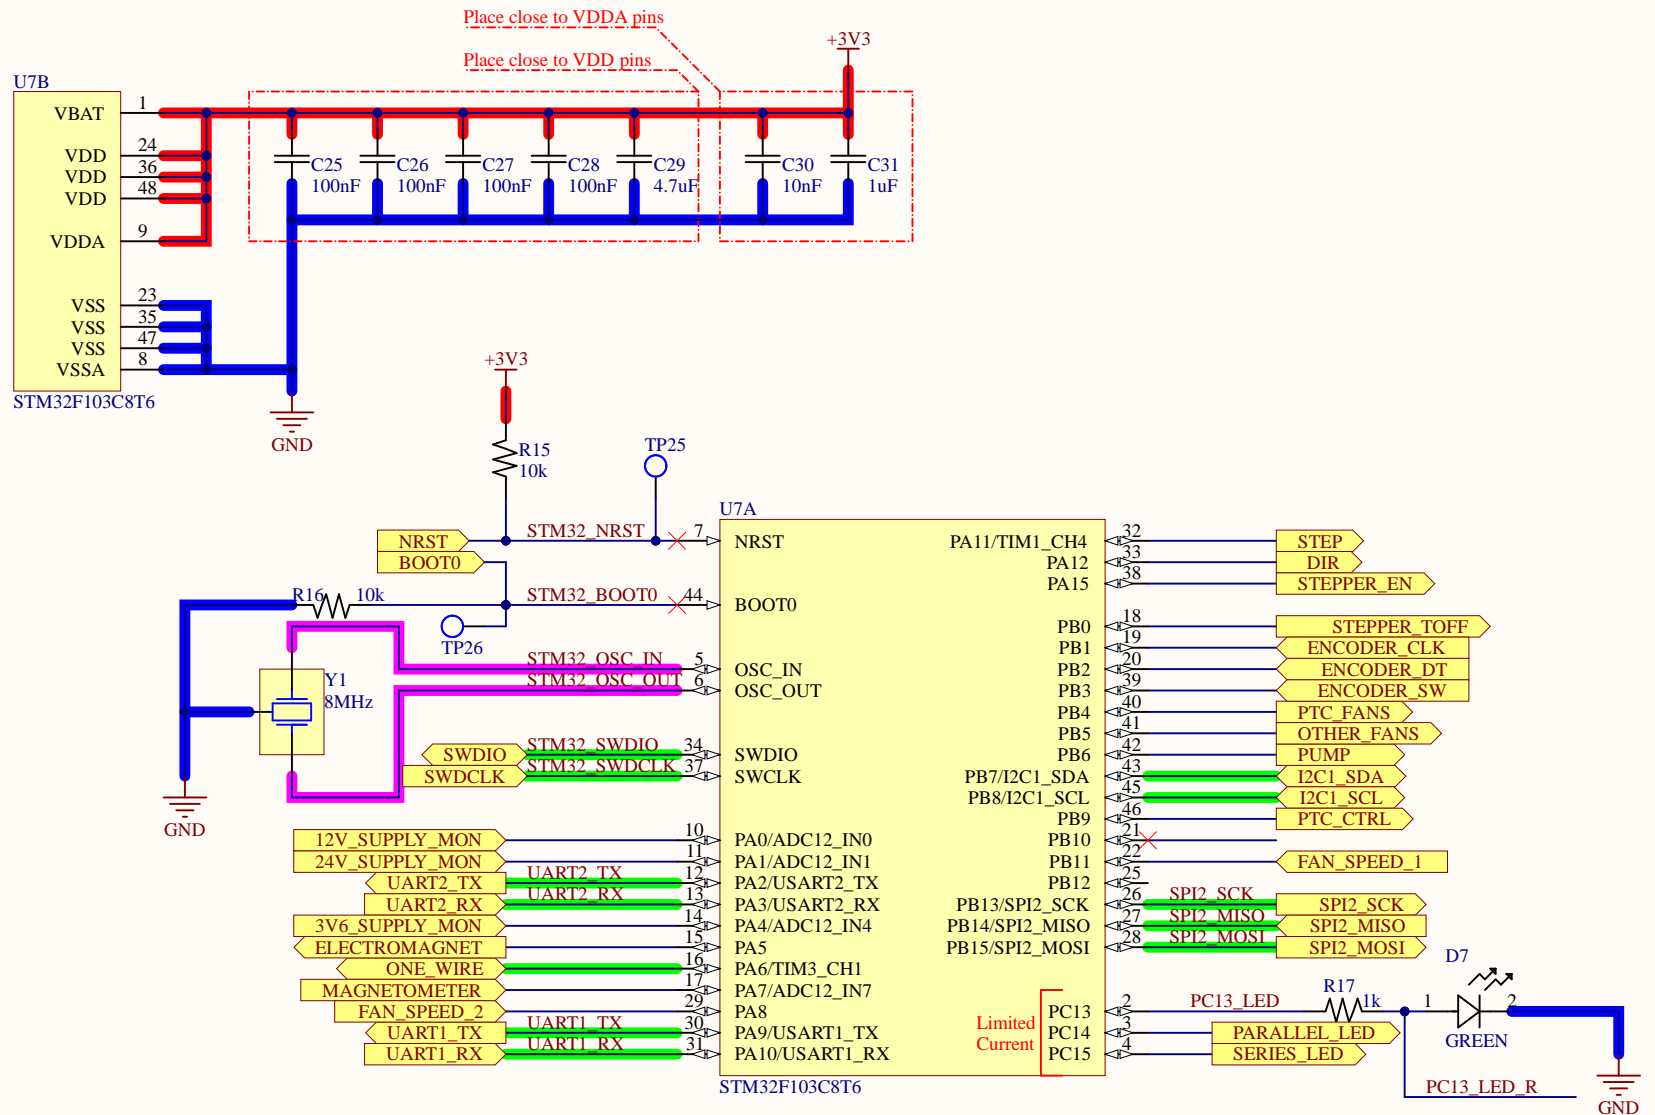 Place close to VDDA pins
+3V3
Place close to VDD pins
U7B
VBAT 1
VDD 24
VDD 36
VDD 48
VDDA 9
VSS 23
VSS 35
VSS 47
VSSA 8
STM32F103C8T6
C25
100nF
C26
100nF
C27
100nF
C28
100nF
C29
4.7uF
C30
10nF
C31
1uF
GND
+3V3
R15
10k
TP25
U7A
NRST STM32_NRST 7 NRST
BOOT0
R16 10k STM32_BOOT0 44 BOOT0
TP26
STM32_OSC_IN 5 OSC_IN
STM32_OSC_OUT 6 OSC_OUT
Y1
8MHz
SWDIO STM32_SWDIO 34 SWDIO
SWDCLK STM32_SWDCLK 37 SWCLK
GND
12V_SUPPLY_MON 10 PA0/ADC12_IN0
24V_SUPPLY_MON 11 PA1/ADC12_IN1
UART2_TX UART2_TX 12 PA2/USART2_TX
UART2_RX UART2_RX 13 PA3/USART2_RX
3V6_SUPPLY_MON 14 PA4/ADC12_IN4
ELECTROMAGNET 15 PA5
ONE_WIRE 16 PA6/TIM3_CH1
MAGNETOMETER 17 PA7/ADC12_IN7
FAN_SPEED_2 29 PA8
UART1_TX UART1_TX 30 PA9/USART1_TX
UART1_RX UART1_RX 31 PA10/USART1_RX
STM32F103C8T6
PA11/TIM1_CH4 32 STEP
PA12 33 DIR
PA15 38 STEPPER_EN
PB0 18 STEPPER_TOFF
PB1 19 ENCODER_CLK
PB2 20 ENCODER_DT
PB3 39 ENCODER_SW
PB4 40 PTC_FANS
PB5 41 OTHER_FANS
PB6 42 PUMP
PB7/I2C1_SDA 43 I2C1_SDA
PB8/I2C1_SCL 45 I2C1_SCL
PB9 46 PTC_CTRL
PB10 21
PB11 22 FAN_SPEED_1
PB12 25
PB13/SPI2_SCK 26 SPI2_SCK SPI2_SCK
PB14/SPI2_MISO 27 SPI2_MISO SPI2_MISO
PB15/SPI2_MOSI 28 SPI2_MOSI SPI2_MOSI
Limited
Current
PC13 2 PC13_LED R17 1k 1 2
PC14 3 PARALLEL_LED
PC15 4 SERIES_LED
D7
GREEN
PC13_LED_R
GND